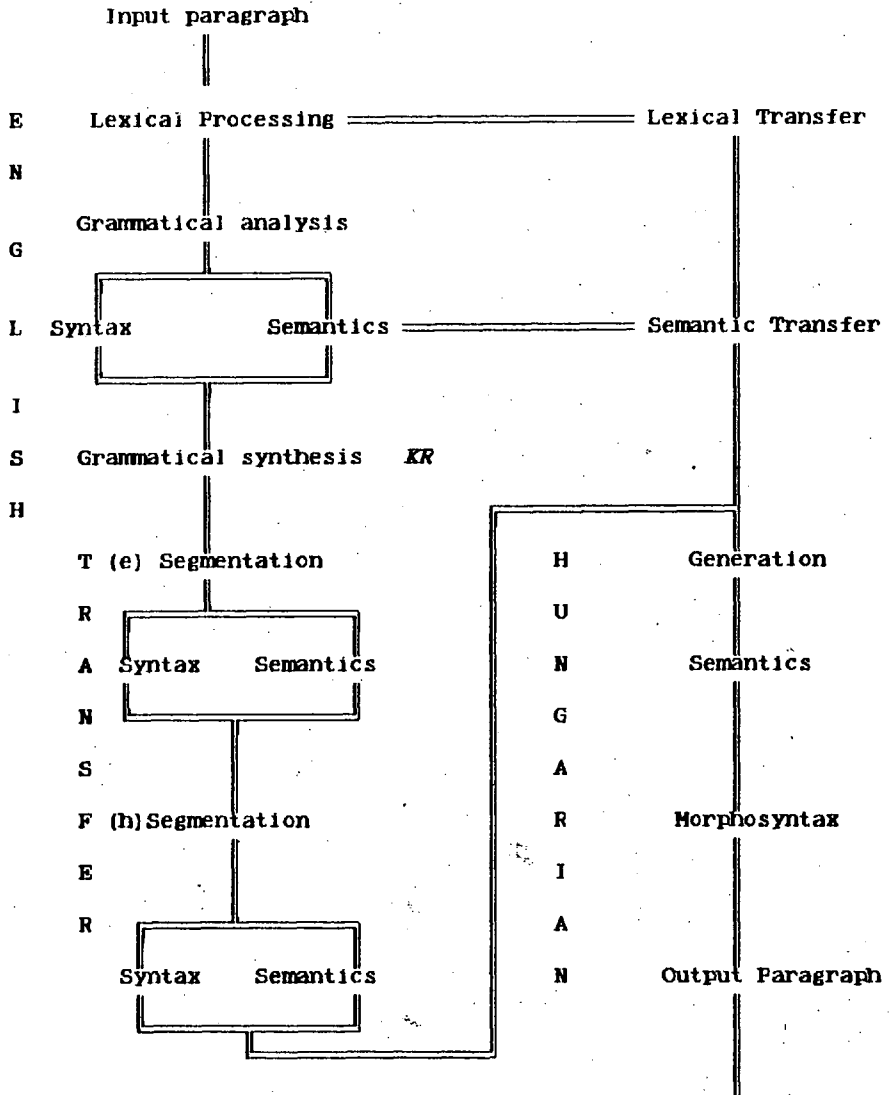 Input paragraph
E Lexical Processing Lexical Transfer
N
Grammatical analysis
G
L Syntax Semantics Semantic Transfer
I
S Grammatical synthesis KR
H
T (e) Segmentation H Generation
R U
A Syntax Semantics N Semantics
N G
S A
F (h)Segmentation R Morphosyntax
E I
R A
Syntax Semantics N Output Paragraph